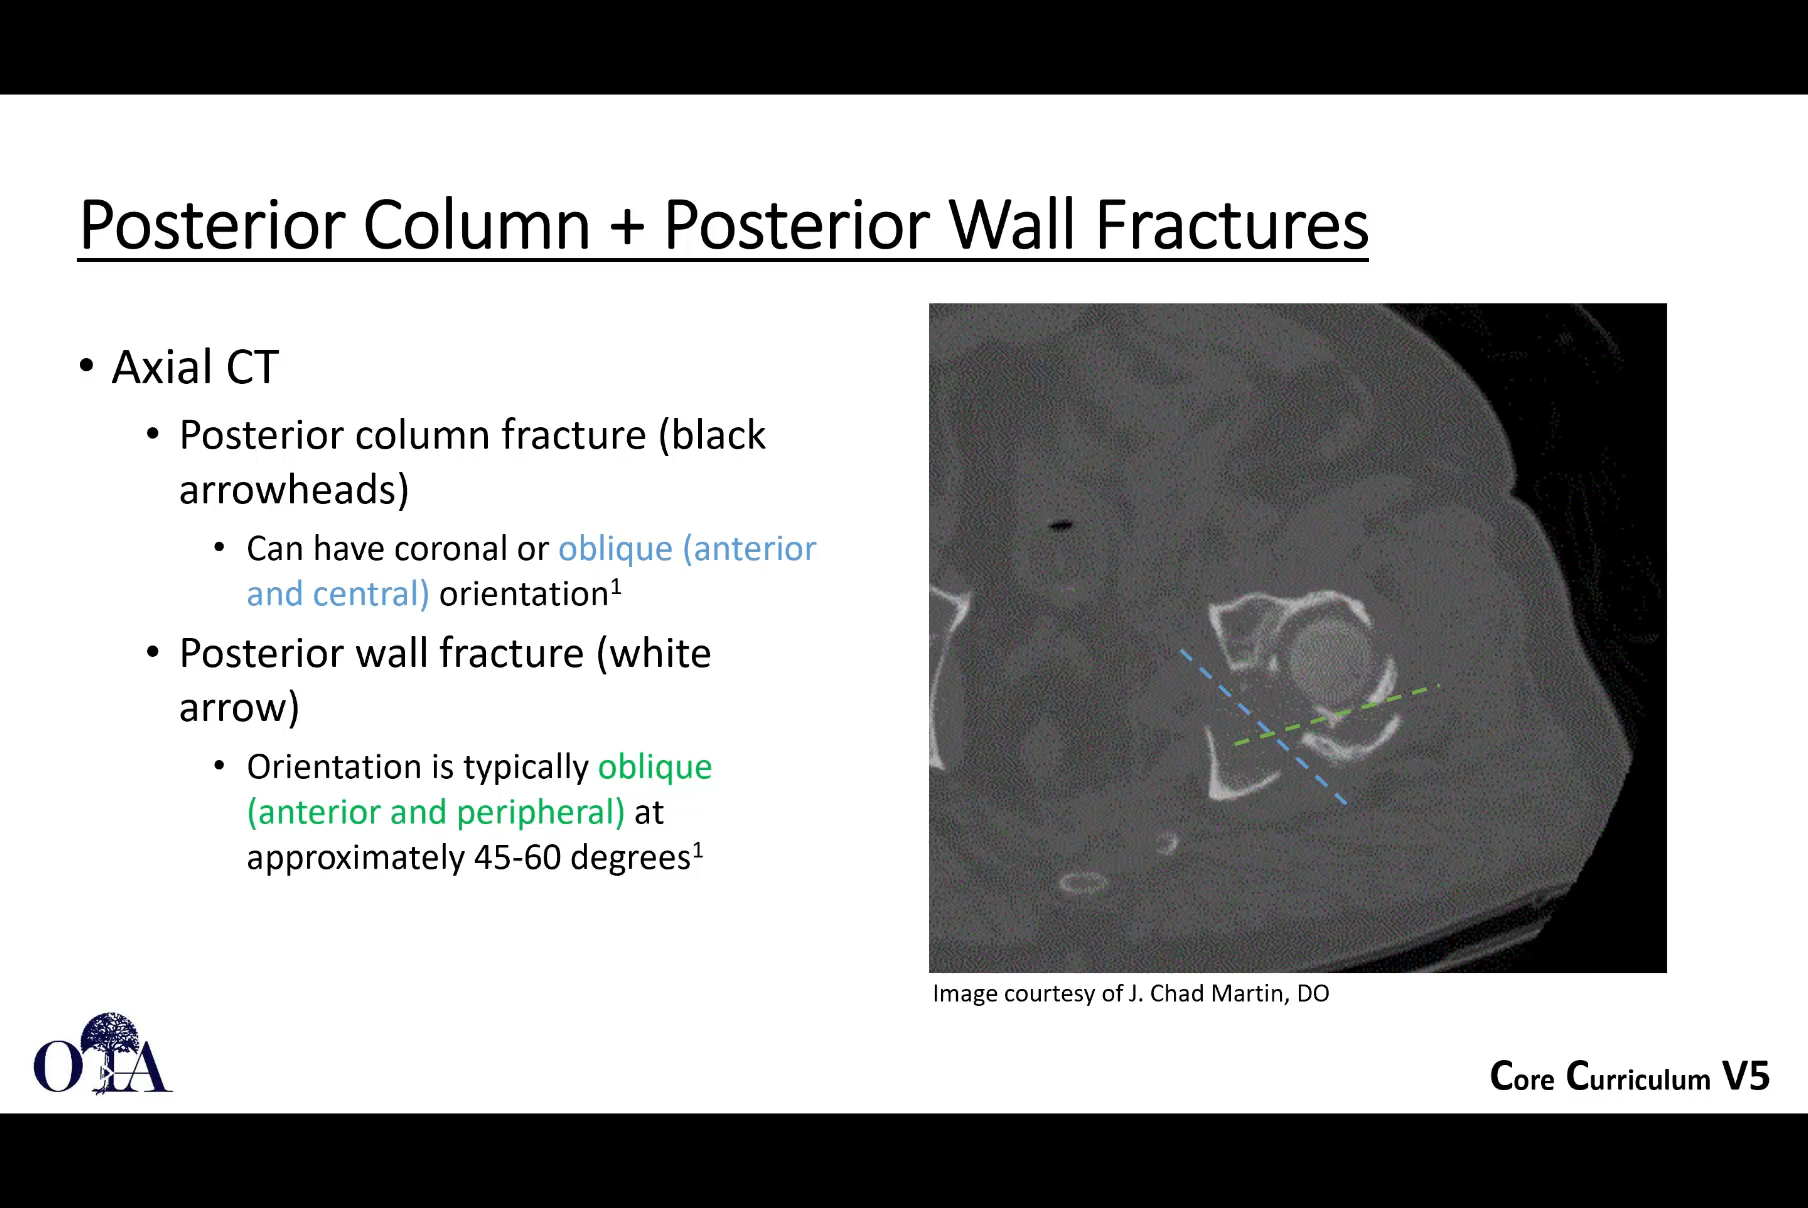 Posterior Column + Posterior Wall Fractures
• Axial CT
• Posterior column fracture (black
arrowheads)
• Can have coronal or oblique (anterior
and central) orientation¹
• Posterior wall fracture (white
arrow)
• Orientation is typically oblique
(anterior and peripheral) at
approximately 45-60 degrees¹
Image courtesy of J. Chad Martin, DO
OTA
Core Curriculum V5